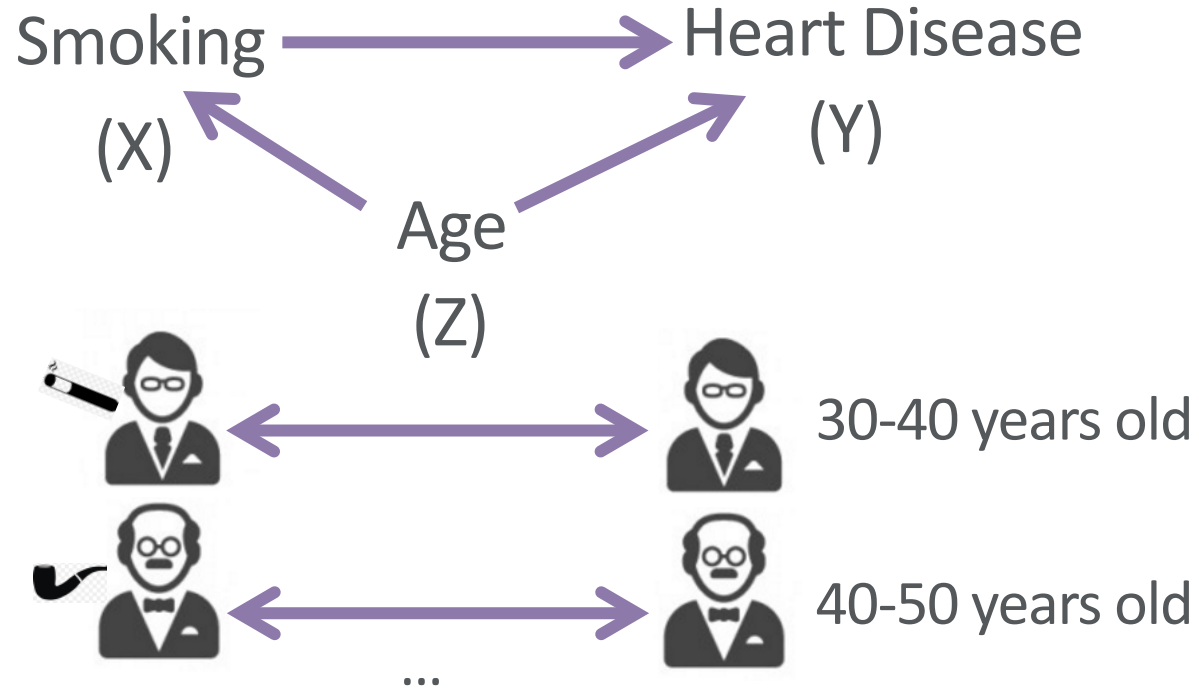 Smoking
Heart Disease
(X)
(Y)
Age
(Z)
30-40 years old
40-50 years old
...